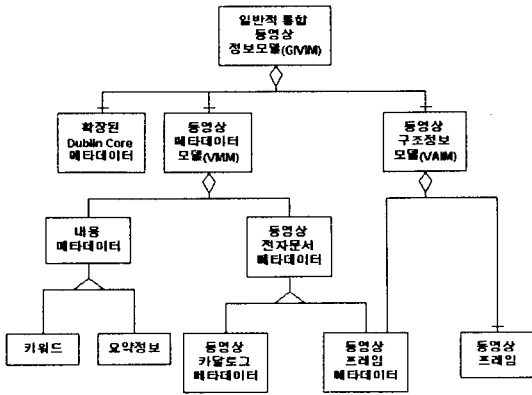 일반적 통합
동영상
정보모델(GIVIM)
확장된
Dublin Core
메타데이터
동영상
메타데이터
모델(VMM)
동영상
구조정보
모델(VAIM)
내용
메타데이터
동영상
전자문서
메타데이터
키워드
요약정보
동영상
카달로그
메타데이터
동영상
프레임
메타데이터
동영상
프레임